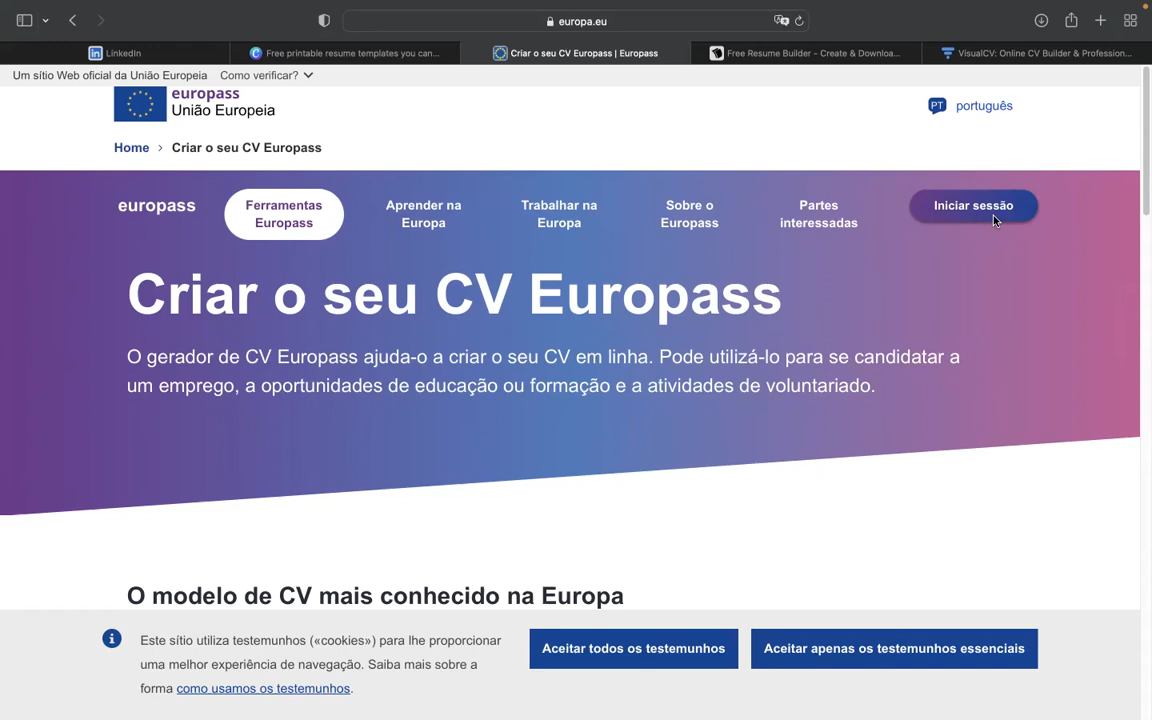 europa.eu
LinkedIn
Free printable resume templates you can...
Criar o seu CV Europass | Europass
Free Resume Builder - Create & Downloa...
VisualCV: Online CV Builder & Profession...
Um sítio Web oficial da União Europeia Como verificar?
europass
União Europeia
PT português
Home › Criar o seu CV Europass
europass
Ferramentas
Europass
Aprender na
Europa
Trabalhar na
Europa
Sobre o
Europass
Partes
interessadas
Iniciar sessão
Criar o seu CV Europass
O gerador de CV Europass ajuda-o a criar o seu CV em linha. Pode utilizá-lo para se candidatar a
um emprego, a oportunidades de educação ou formação e a atividades de voluntariado.
O modelo de CV mais conhecido na Europa
Este sítio utiliza testemunhos («cookies») para lhe proporcionar
uma melhor experiência de navegação. Saiba mais sobre a
forma como usamos os testemunhos.
Aceitar todos os testemunhos
Aceitar apenas os testemunhos essenciais